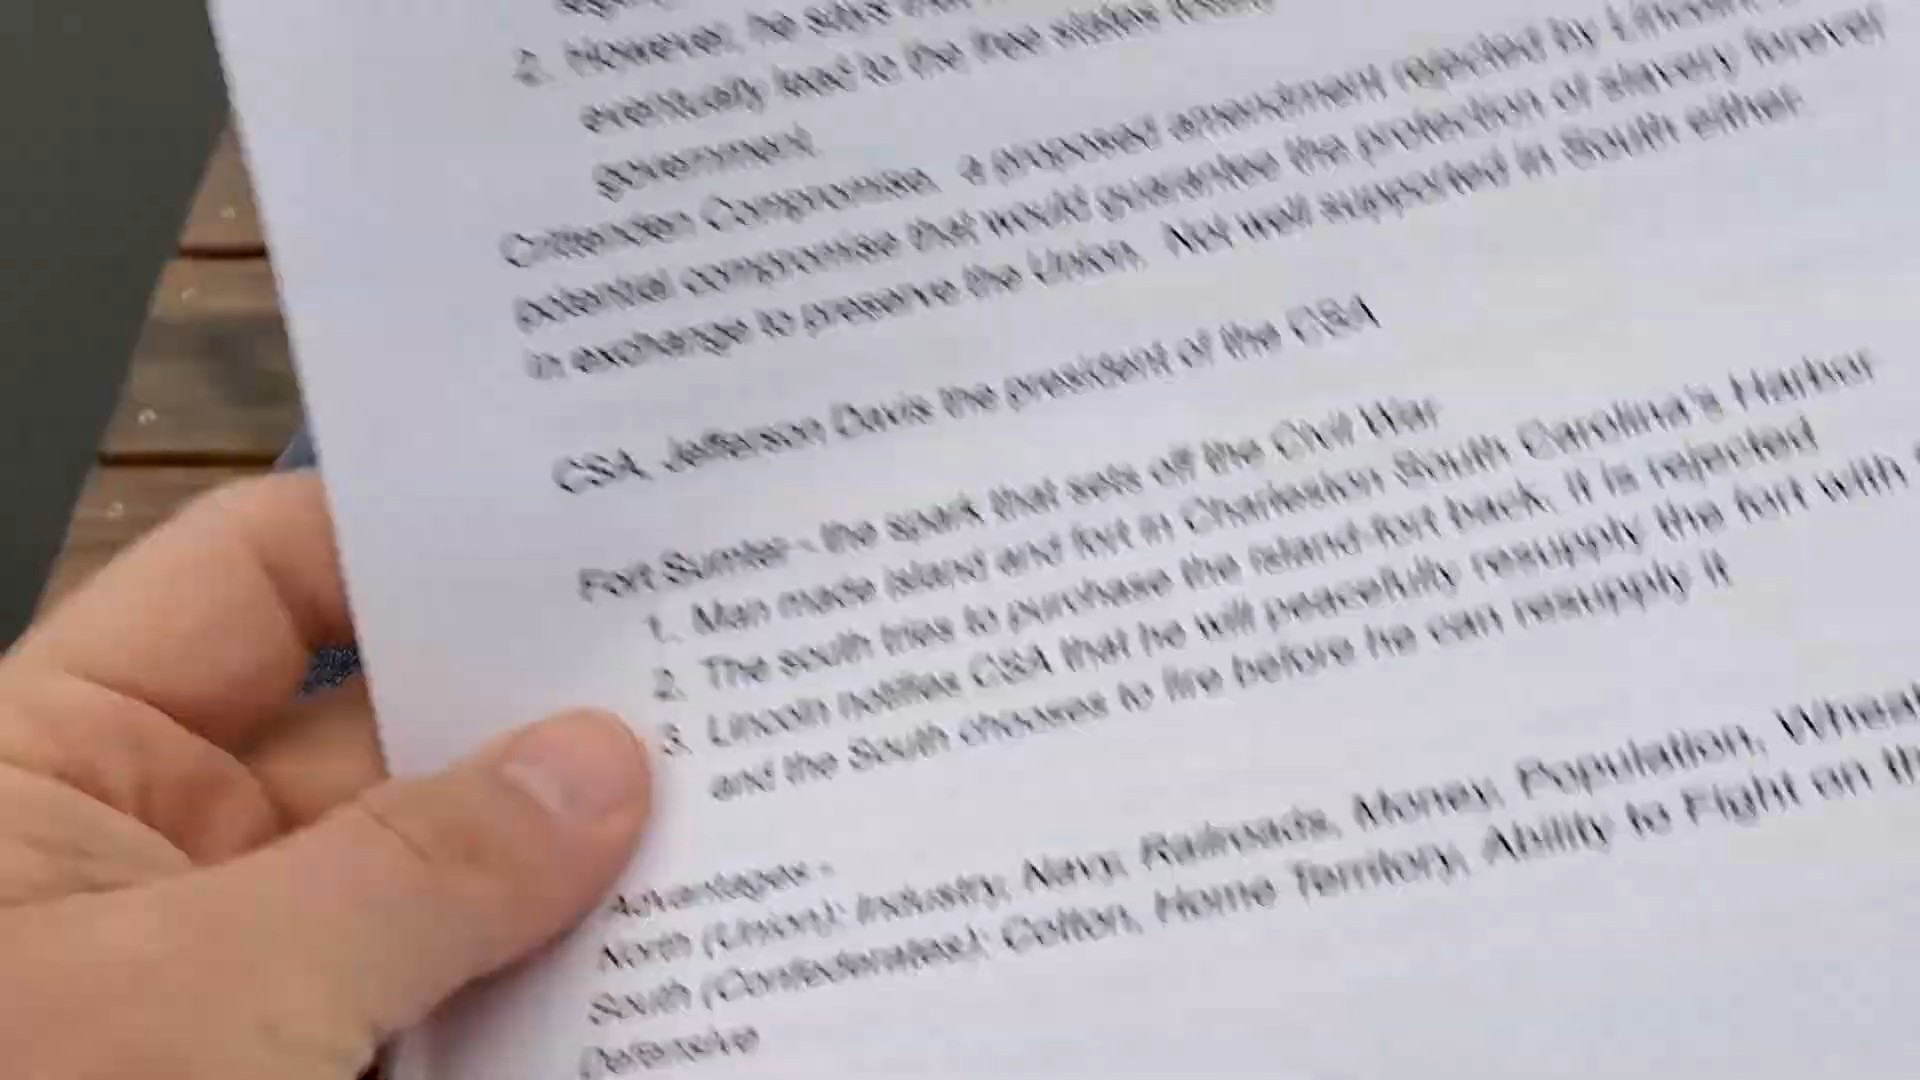 2. However, he says that
eventually lead to the free states
government.
Crittenden Compromise, a proposed amendment rejected by Lincoln,
potential compromise that would guarantee the protection of slavery forever
in exchange to preserve the Union. Not well supported in South either.
CSA, Jefferson Davis the president of the CSA
Fort Sumter - the spark that sets off the Civil War
1. Man made island and fort in Charleston South Carolina's Harbor
2. The south tries to purchase the island-fort back, it is rejected
3. Lincoln notifies CSA that he will peacefully resupply the fort with
and the South chooses to fire before he can resupply it
Advantages -
North (Union): Industry, Navy, Railroads, Money, Population, Wheat
South (Confederates): Cotton, Home Territory, Ability to Fight on th
Defensive